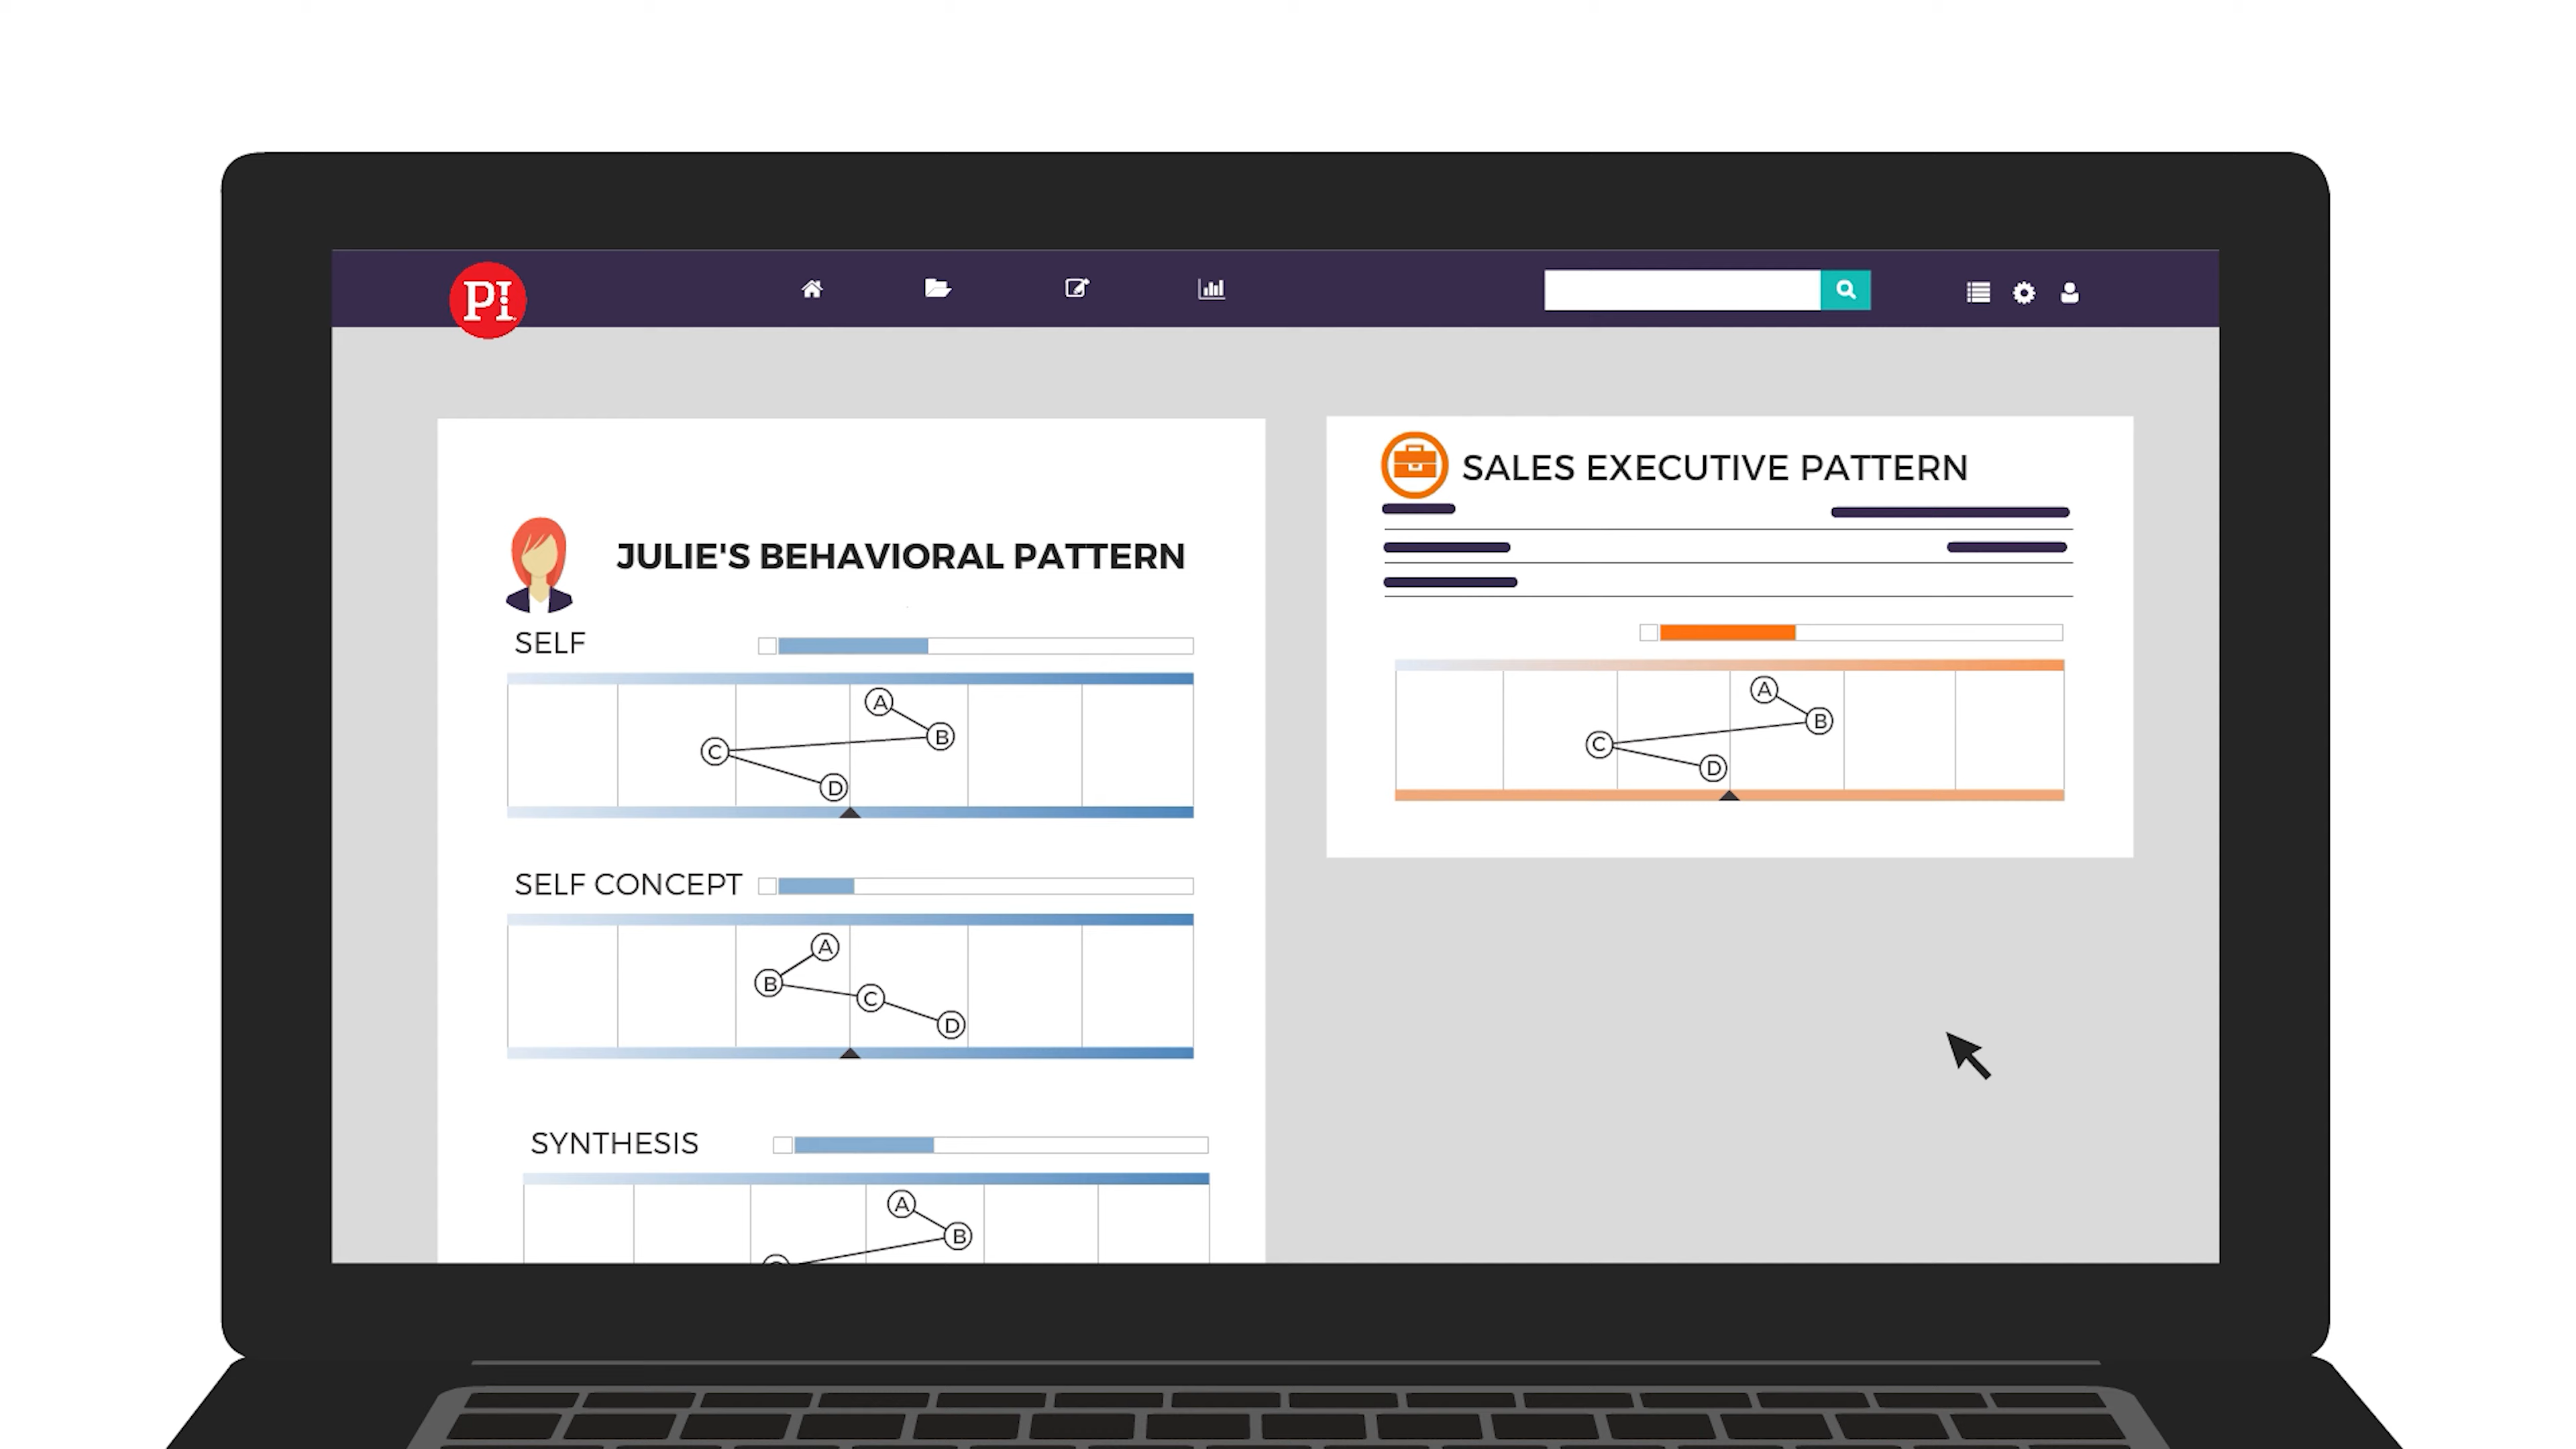 PI
JULIE'S BEHAVIORAL PATTERN
SELF
A
B
C
D
SELF CONCEPT
A
B
C
D
SYNTHESIS
A
B
SALES EXECUTIVE PATTERN
A
B
C
D